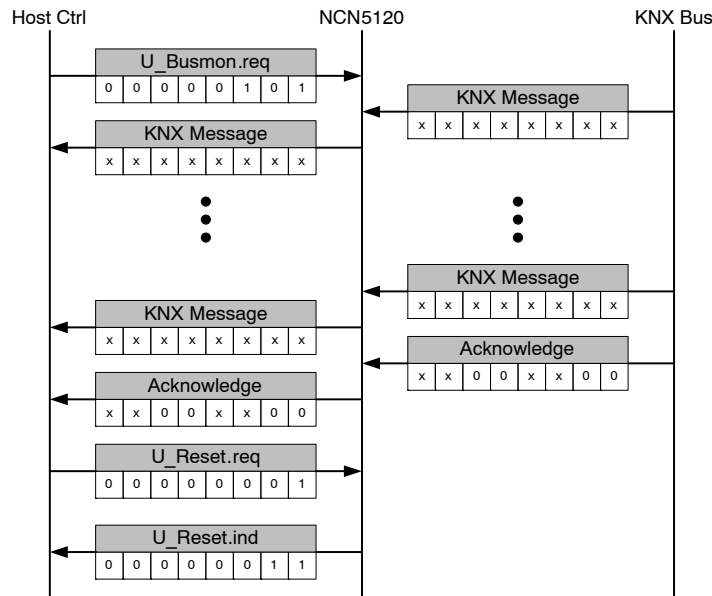 Host Ctrl NCN5120 KNX Bus
U_Busmon.req
0 0 0 0 0 1 0 1
KNX Message
x x x x x x x x
KNX Message
x x x x x x x x
KNX Message
x x x x x x x x
KNX Message
x x x x x x x x
Acknowledge
x x 0 0 x x 0 0
Acknowledge
x x 0 0 x x 0 0
U_Reset.req
0 0 0 0 0 0 0 1
U_Reset.ind
0 0 0 0 0 0 1 1